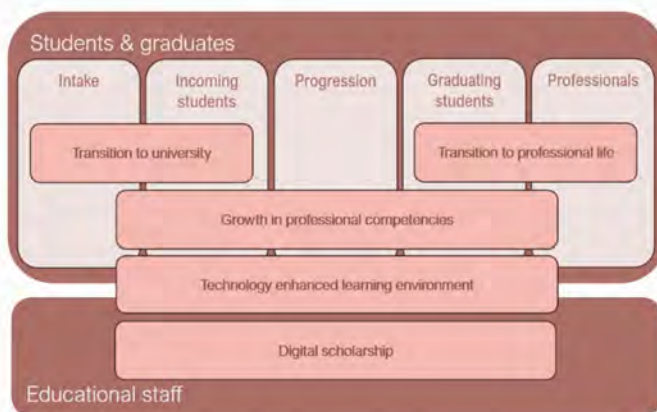 Students & graduates
Intake
Incoming
students
Progression
Graduating
students
Professionals
Transition to university
Transition to professional life
Growth in professional competencies
Technology enhanced learning environment
Digital scholarship
Educational staff